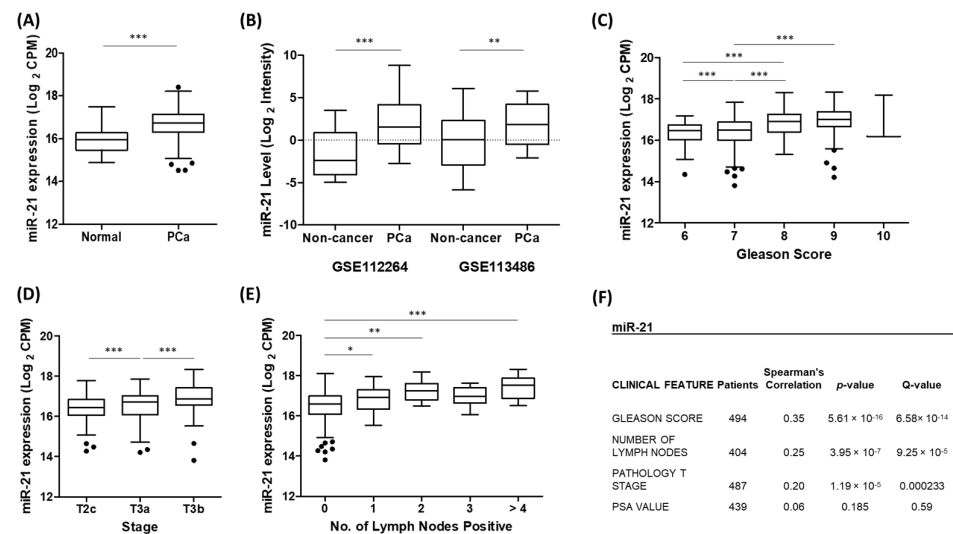 (A)
***
miR-21 expression (Log 2 CPM)
20
18
16
14
12
Normal PCa
(B)
*** **
miR-21 Level (Log 2 Intensity)
10
5
0
-5
-10
Non-cancer PCa Non-cancer PCa
GSE112264 GSE113486
(C)
***
***
*** ***
miR-21 expression (Log 2 CPM)
20
18
16
14
12
6 7 8 9 10
Gleason Score
(D)
*** ***
miR-21 expression (Log 2 CPM)
20
18
16
14
12
T2c T3a T3b
Stage
(E)
***
**
*
miR-21 expression (Log 2 CPM)
20
18
16
14
12
0 1 2 3 > 4
No. of Lymph Nodes Positive
(F)
miR-21
CLINICAL FEATURE Patients Spearman's Correlation p-value Q-value
GLEASON SCORE 494 0.35 5.61 × 10-16 6.58× 10-14
NUMBER OF
LYMPH NODES 404 0.25 3.95 × 10-7 9.25 × 10-5
PATHOLOGY T
STAGE 487 0.20 1.19 × 10-5 0.000233
PSA VALUE 439 0.06 0.185 0.59